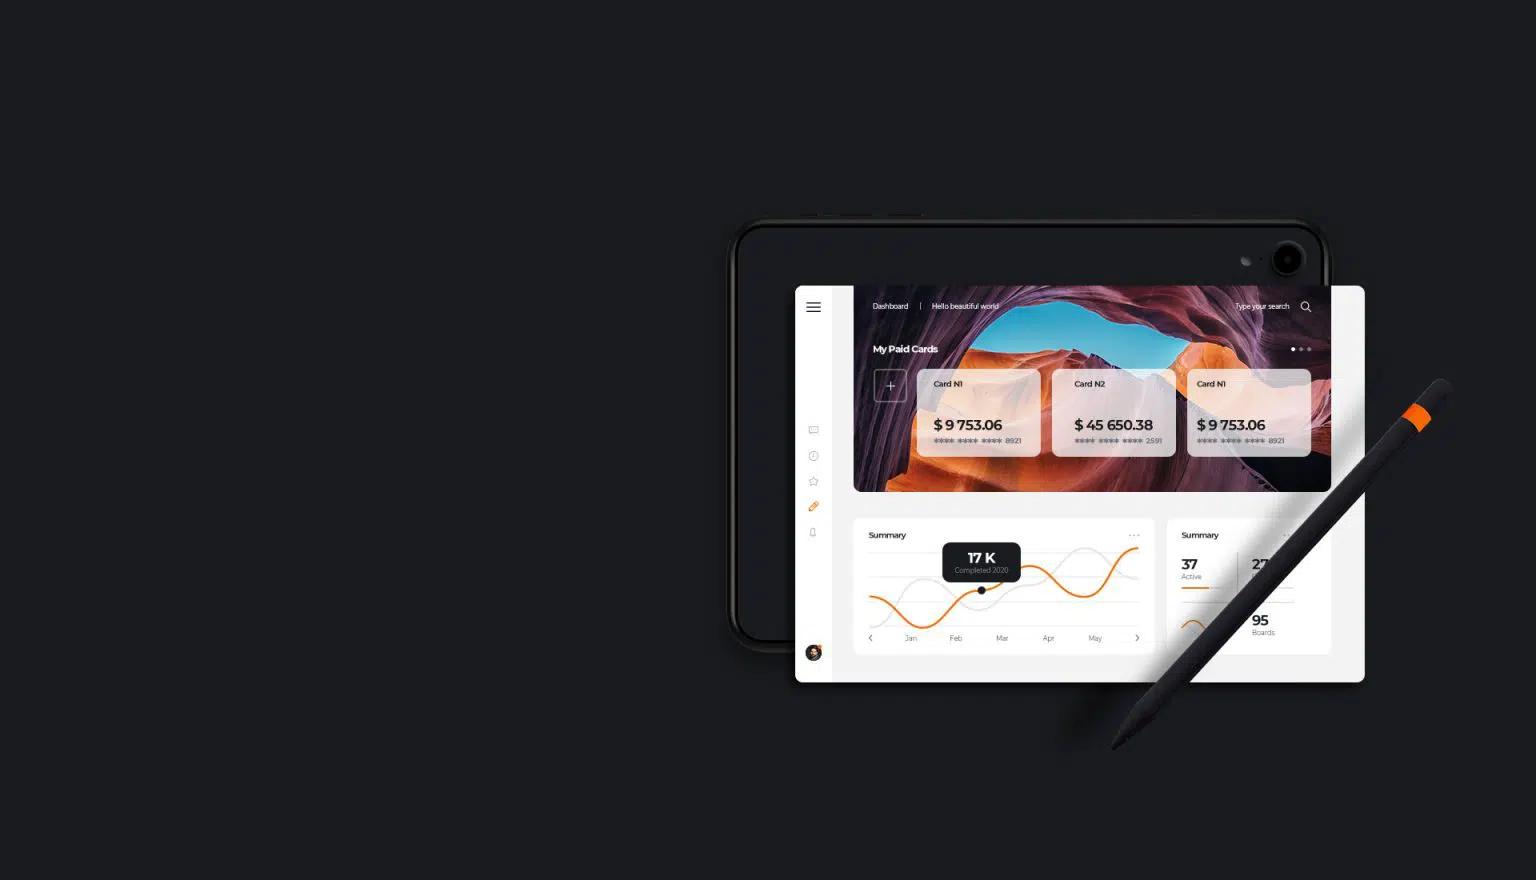 Dashboard | Hello beautiful world
Type your search
My Paid Cards
Card N1
$ 9 753.06
**** **** **** 8921
Card N2
$ 45 650.38
**** **** **** 2591
Card N1
$ 9 753.06
**** **** **** 8921
Summary
17 K
Completed 2020
Jan Feb Mar Apr May
Summary
37
Active
95
Boards